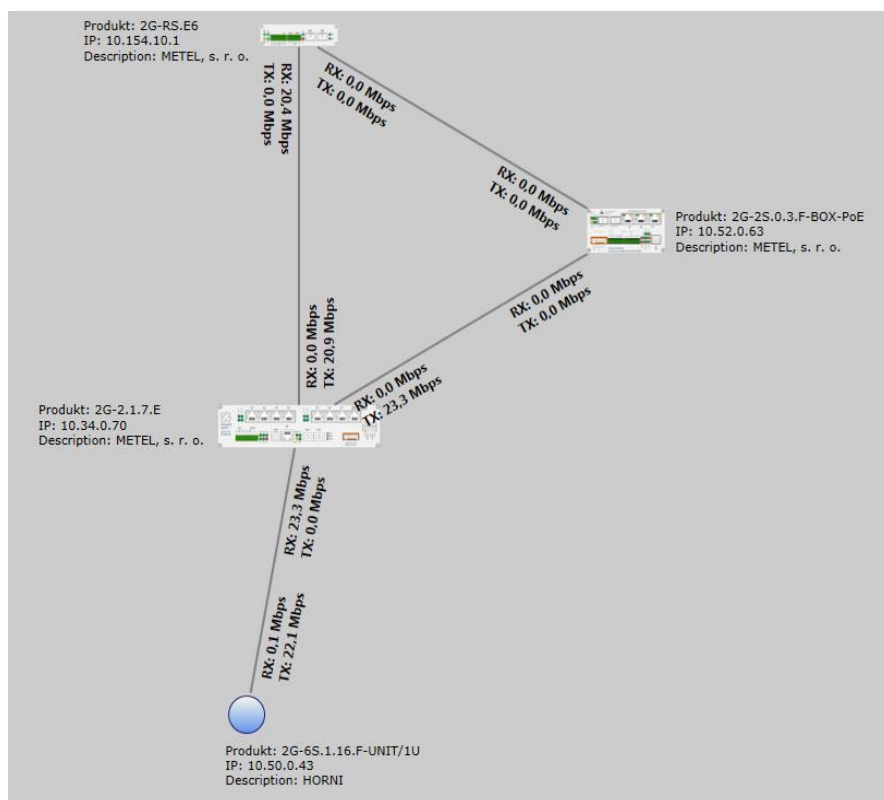 Produkt: 2G-RS.E6
IP: 10.154.10.1
Description: METEL, s. r. o.
RX: 20,4 Mbps
TX: 0,0 Mbps
RX: 0,0 Mbps
TX: 0,0 Mbps
RX: 0,0 Mbps
TX: 0,0 Mbps
Produkt: 2G-2S.0.3.F-BOX-PoE
IP: 10.52.0.63
Description: METEL, s. r. o.
RX: 0,0 Mbps
TX: 0,0 Mbps
RX: 0,0 Mbps
TX: 20,9 Mbps
RX: 0,0 Mbps
TX: 23,3 Mbps
Produkt: 2G-2.1.7.E
IP: 10.34.0.70
Description: METEL, s. r. o.
RX: 23,3 Mbps
TX: 0,0 Mbps
RX: 0,1 Mbps
TX: 22,1 Mbps
Produkt: 2G-6S.1.16.F-UNIT/1U
IP: 10.50.0.43
Description: HORNI